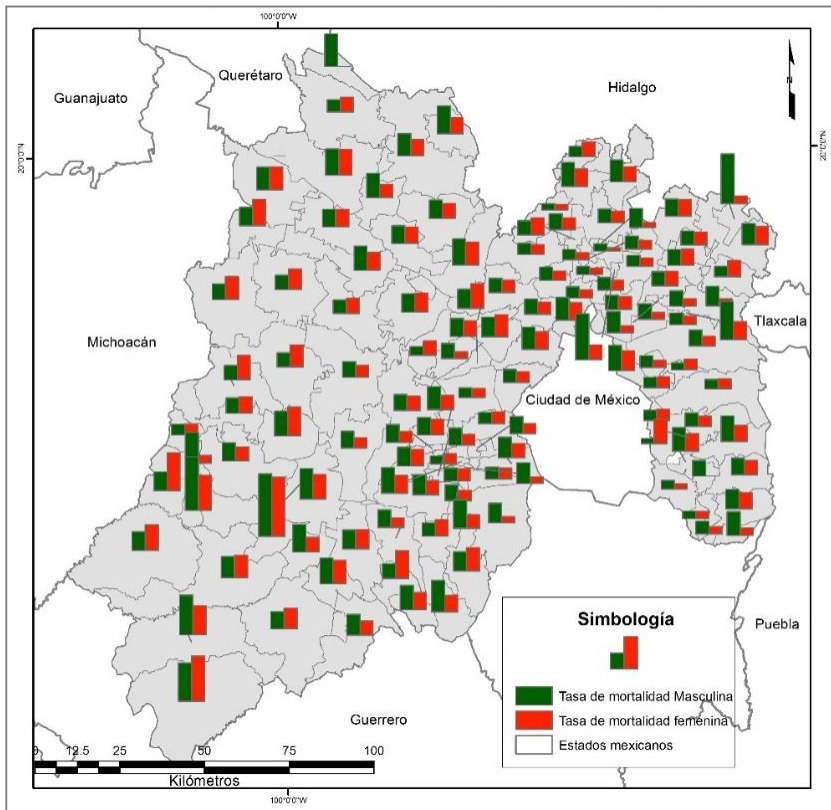 100°0'0"W
Querétaro
Guanajuato
Hidalgo
N
20°0'0"N
20°0'0"N
Michoacán
Tlaxcala
Ciudad de México
Puebla
Guerrero
Simbología
Tasa de mortalidad Masculina
Tasa de mortalidad femenina
Estados mexicanos
0 12.5 25 50 75 100
Kilómetros
100°0'0"W